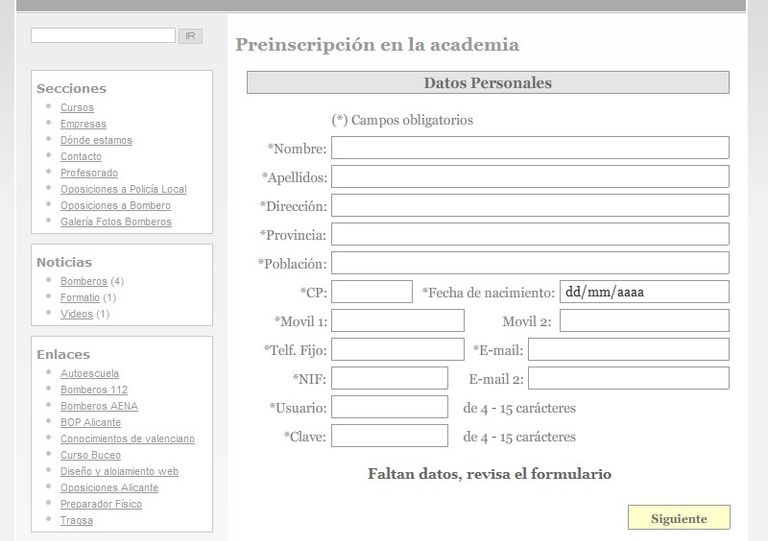 IR
Secciones
Cursos
Empresas
Dónde estamos
Contacto
Profesorado
Oposiciones a Policía Local
Oposiciones a Bombero
Galería Fotos Bomberos
Noticias
Bomberos (4)
Formatio (1)
Videos (1)
Enlaces
Autoescuela
Bomberos 112
Bomberos AENA
BOP Alicante
Conocimientos de valenciano
Curso Buceo
Diseño y alojamiento web
Oposiciones Alicante
Preparador Físico
Tragsa
Preinscripción en la academia
Datos Personales
(*) Campos obligatorios
*Nombre:
*Apellidos:
*Dirección:
*Provincia:
*Población:
*CP: *Fecha de nacimiento: dd/mm/aaaa
*Movil 1: Movil 2:
*Telf. Fijo: *E-mail:
*NIF: E-mail 2:
*Usuario: de 4 - 15 carácteres
*Clave: de 4 - 15 carácteres
Faltan datos, revisa el formulario
Siguiente